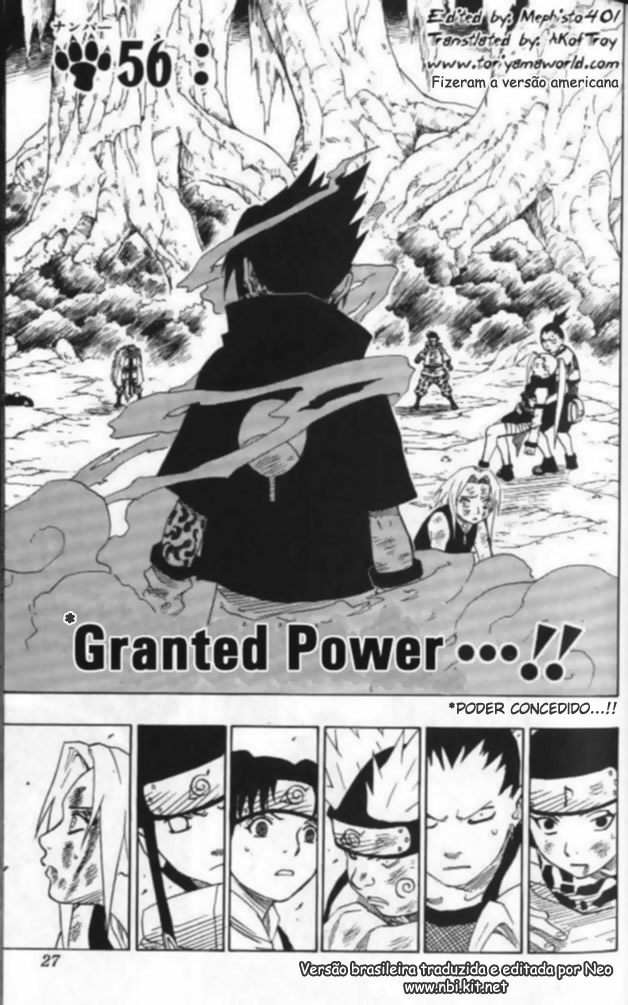 ナンバー
56:
Edited by: Mephisto401
Translated by: AKofTroy
www.toriyamaworld.com
Fizeram a versão americana
*Granted Power...!!
*PODER CONCEDIDO...!!
27
Versão brasileira traduzida e editada por Neo
www.nbi.kit.net